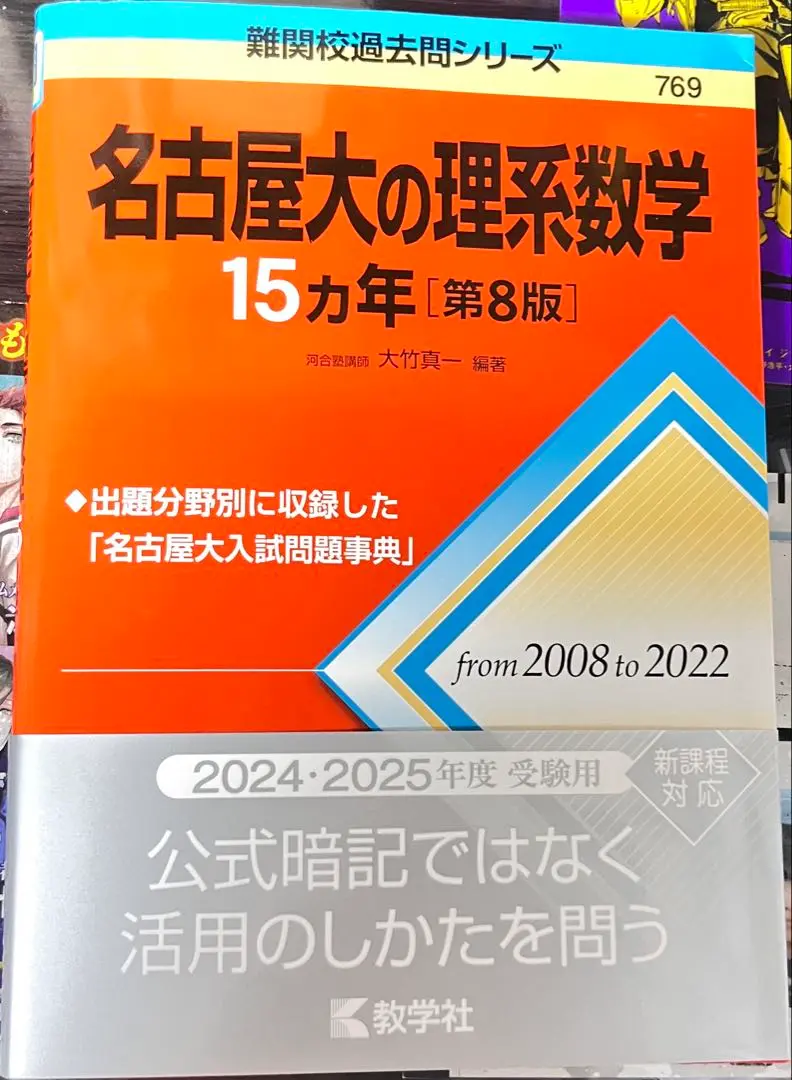 難関校過去問シリーズ
769
名古屋大の理系数学
15ヵ年[第8版]
河合塾講師 大竹真一 編著
◆出題分野別に収録した
「名古屋大入試問題事典」
from 2008 to 2022
2024・2025年度 受験用
新課程
対応
公式暗記ではなく
活用のしかたを問う
教学社
も